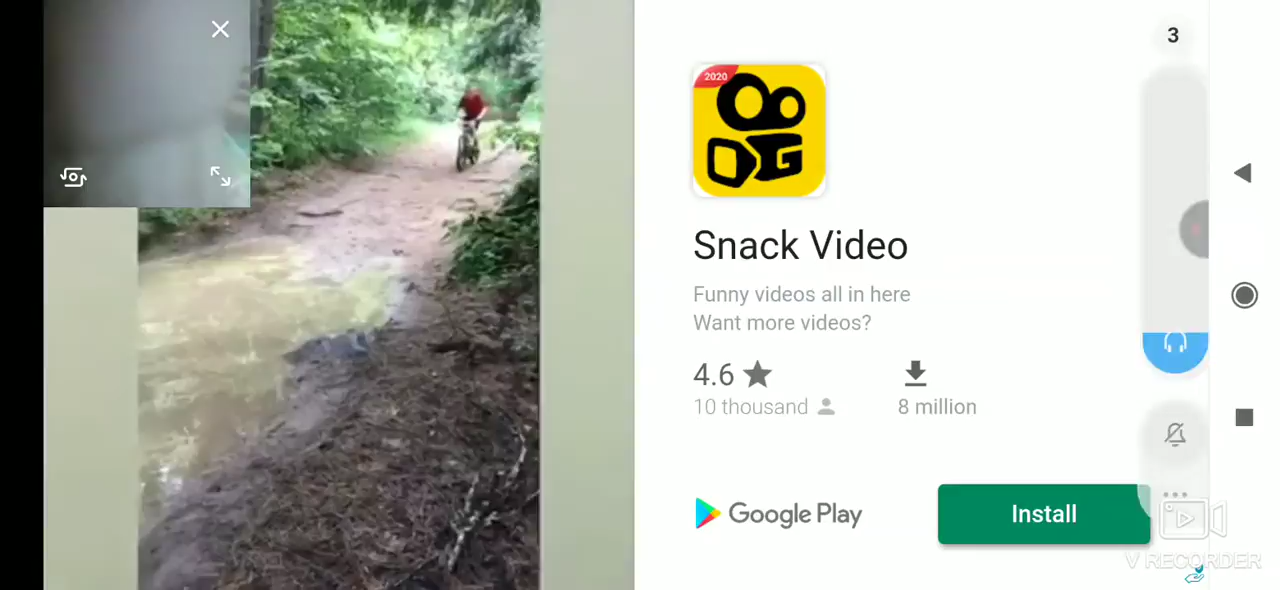 3
2020
Snack Video
Funny videos all in here
Want more videos?
4.6
10 thousand
8 million
Google Play
Install
V RECORDER